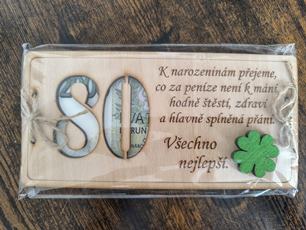 80
K narozeninám přejeme,
co za peníze není k mání,
hodně štěstí, zdraví
a hlavně splněná přání.
Všechno
nejlepší.